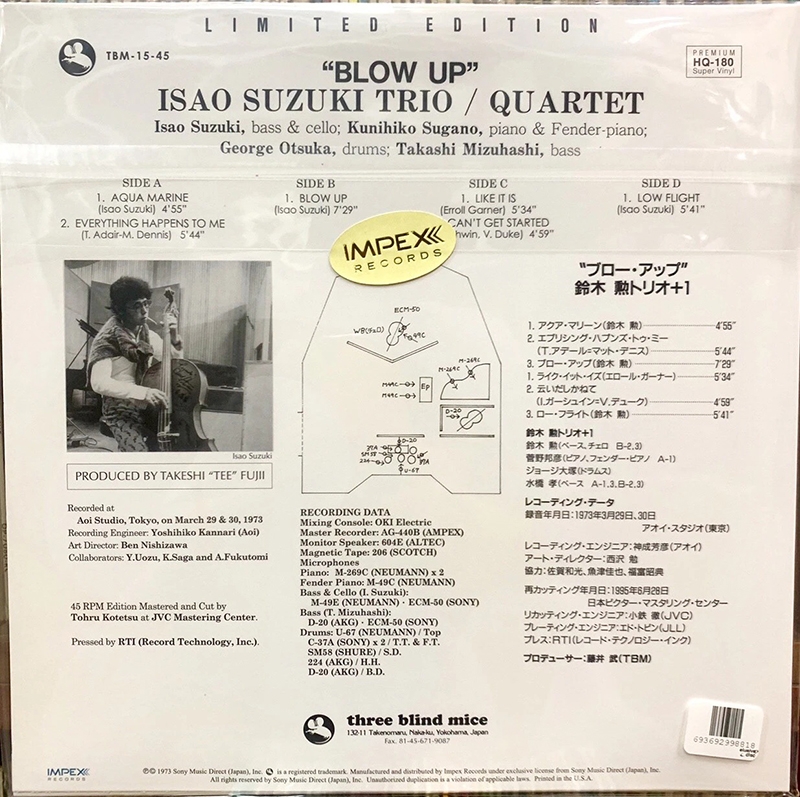 LIMITED EDITION
TBM-15-45
PREMIUM
HQ-180
Super Vinyl
“BLOW UP”
ISAO SUZUKI TRIO / QUARTET
Isao Suzuki, bass & cello; Kunihiko Sugano, piano & Fender-piano;
George Otsuka, drums; Takashi Mizuhashi, bass
SIDE A
1. AQUA MARINE
(Isao Suzuki) 4’55”
2. EVERYTHING HAPPENS TO ME
(T. Adair-M. Dennis) 5’44”
SIDE B
1. BLOW UP
(Isao Suzuki) 7’29”
SIDE C
1. LIKE IT IS
(Erroll Garner) 5’34”
CAN’T GET STARTED
hwin, V. Duke) 4’59”
SIDE D
1. LOW FLIGHT
(Isao Suzuki) 5’41”
IMPEX
RECORDS
Isao Suzuki
PRODUCED BY TAKESHI “TEE” FUJII
Recorded at
Aoi Studio, Tokyo, on March 29 & 30, 1973
Recording Engineer: Yoshihiko Kannari (Aoi)
Art Director: Ben Nishizawa
Collaborators: Y.Uozu, K.Saga and A.Fukutomi
45 RPM Edition Mastered and Cut by
Tohru Kotetsu at JVC Mastering Center.
Pressed by RTI (Record Technology, Inc.).
ECM-50
WB(チェロ)
49C
M-269C
M-269C
M49C
M49C
Ep
D-20
D-20
37A
SM58
224
37A
U-67
RECORDING DATA
Mixing Console: OKI Electric
Master Recorder: AG-440B (AMPEX)
Monitor Speaker: 604E (ALTEC)
Magnetic Tape: 206 (SCOTCH)
Microphones
Piano: M-269C (NEUMANN) x 2
Fender Piano: M-49C (NEUMANN)
Bass & Cello (I. Suzuki):
M-49E (NEUMANN) · ECM-50 (SONY)
Bass (T. Mizuhashi):
D-20 (AKG) · ECM-50 (SONY)
Drums: U-67 (NEUMANN) / Top
C-37A (SONY) x 2 / T.T. & F.T.
SM58 (SHURE) / S.D.
224 (AKG) / H.H.
D-20 (AKG) / B.D.
“ブロー・アップ”
鈴木 勲トリオ+1
1. アクア・マリーン(鈴木 勲) 4’55”
2. エブリシング・ハプンズ・トゥ・ミー
(T.アデール=マット・デニス) 5’44”
3. ブロー・アップ(鈴木 勲) 7’29”
1. ライク・イット・イズ(エロール・ガーナー) 5’34”
2. 云いだしかねて
(I.ガーシュイン=V.デューク) 4’59”
3. ロー・フライト(鈴木 勲) 5’41”
鈴木 勲トリオ+1
鈴木 勲(ベース、チェロ B-2,3)
菅野邦彦(ピアノ、フェンダー・ピアノ A-1)
ジョージ大塚(ドラムス)
水橋 孝(ベース A-1,3、B-2,3)
レコーディング・データ
録音年月日:1973年3月29日、30日
アオイ・スタジオ(東京)
レコーディング・エンジニア:神成芳彦(アオイ)
アート・ディレクター:西沢 勉
協力:佐賀和光、魚津佳也、福富昭典
再カッティング年月日:1995年6月28日
日本ビクター・マスタリング・センター
リカッティング・エンジニア:小鉄 徹(JVC)
プレーティング・エンジニア:エド・トビン(JLL)
プレス:RTI(レコード・テクノロジー・インク)
プロデューサー:藤井 武(TBM)
three blind mice
132-11 Takenomaru, Naka-ku, Yokohama, Japan
Fax. 81-45-671-9087
693692398818
IMPEX
RECORDS
℗© 1973 Sony Music Direct (Japan), Inc. is a registered trademark. Manufactured and distributed by Impex Records under exclusive license from Sony Music Direct (Japan), Inc.
All rights reserved by Sony Music Direct (Japan), Inc. Unauthorized duplication is a violation of applicable laws. Printed in the U.S.A.